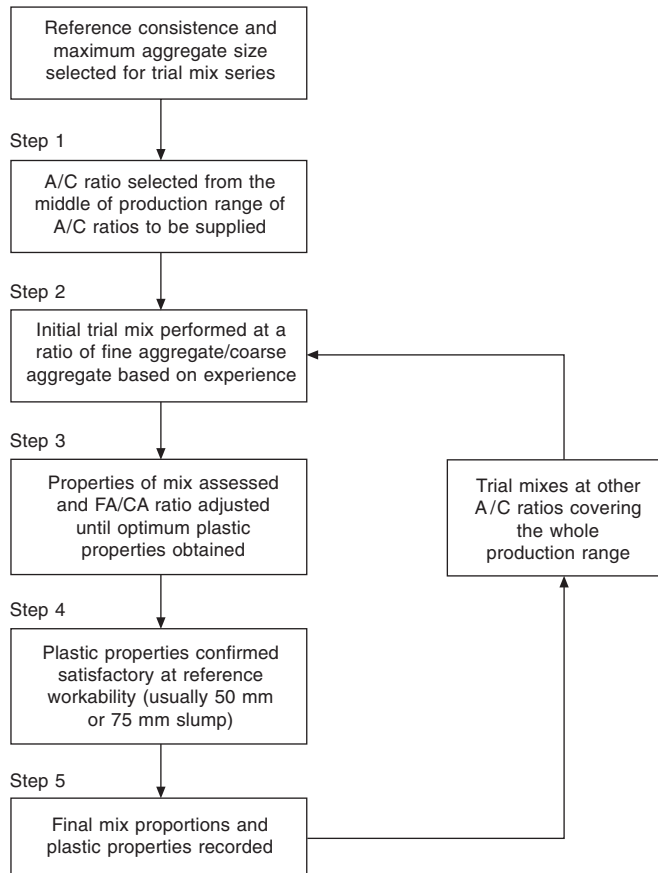 Reference consistence and
maximum aggregate size
selected for trial mix series
Step 1
A/C ratio selected from the
middle of production range of
A/C ratios to be supplied
Step 2
Initial trial mix performed at a
ratio of fine aggregate/coarse
aggregate based on experience
Step 3
Properties of mix assessed
and FA/CA ratio adjusted
until optimum plastic
properties obtained
Trial mixes at other
A/C ratios covering
the whole
production range
Step 4
Plastic properties confirmed
satisfactory at reference
workability (usually 50 mm
or 75 mm slump)
Step 5
Final mix proportions and
plastic properties recorded